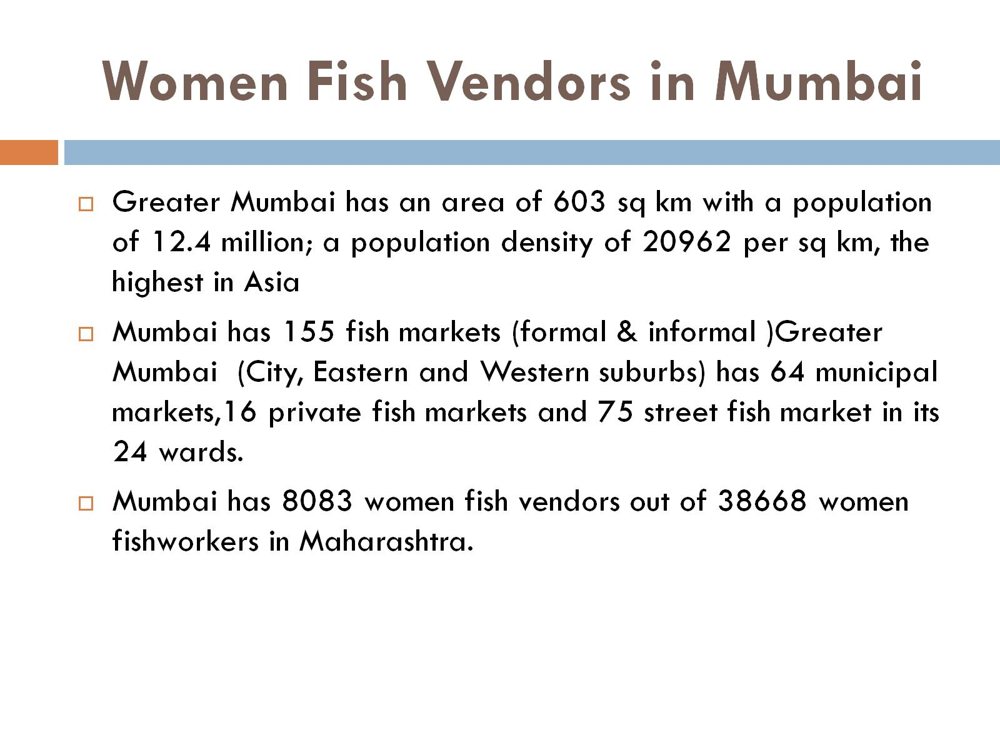 Women Fish Vendors in Mumbai
Greater Mumbai has an area of 603 sq km with a population
of 12.4 million; a population density of 20962 per sq km, the
highest in Asia
Mumbai has 155 fish markets (formal & informal )Greater
Mumbai  (City, Eastern and Western suburbs) has 64 municipal
markets,16 private fish markets and 75 street fish market in its
24 wards.
Mumbai has 8083 women fish vendors out of 38668 women
fishworkers in Maharashtra.